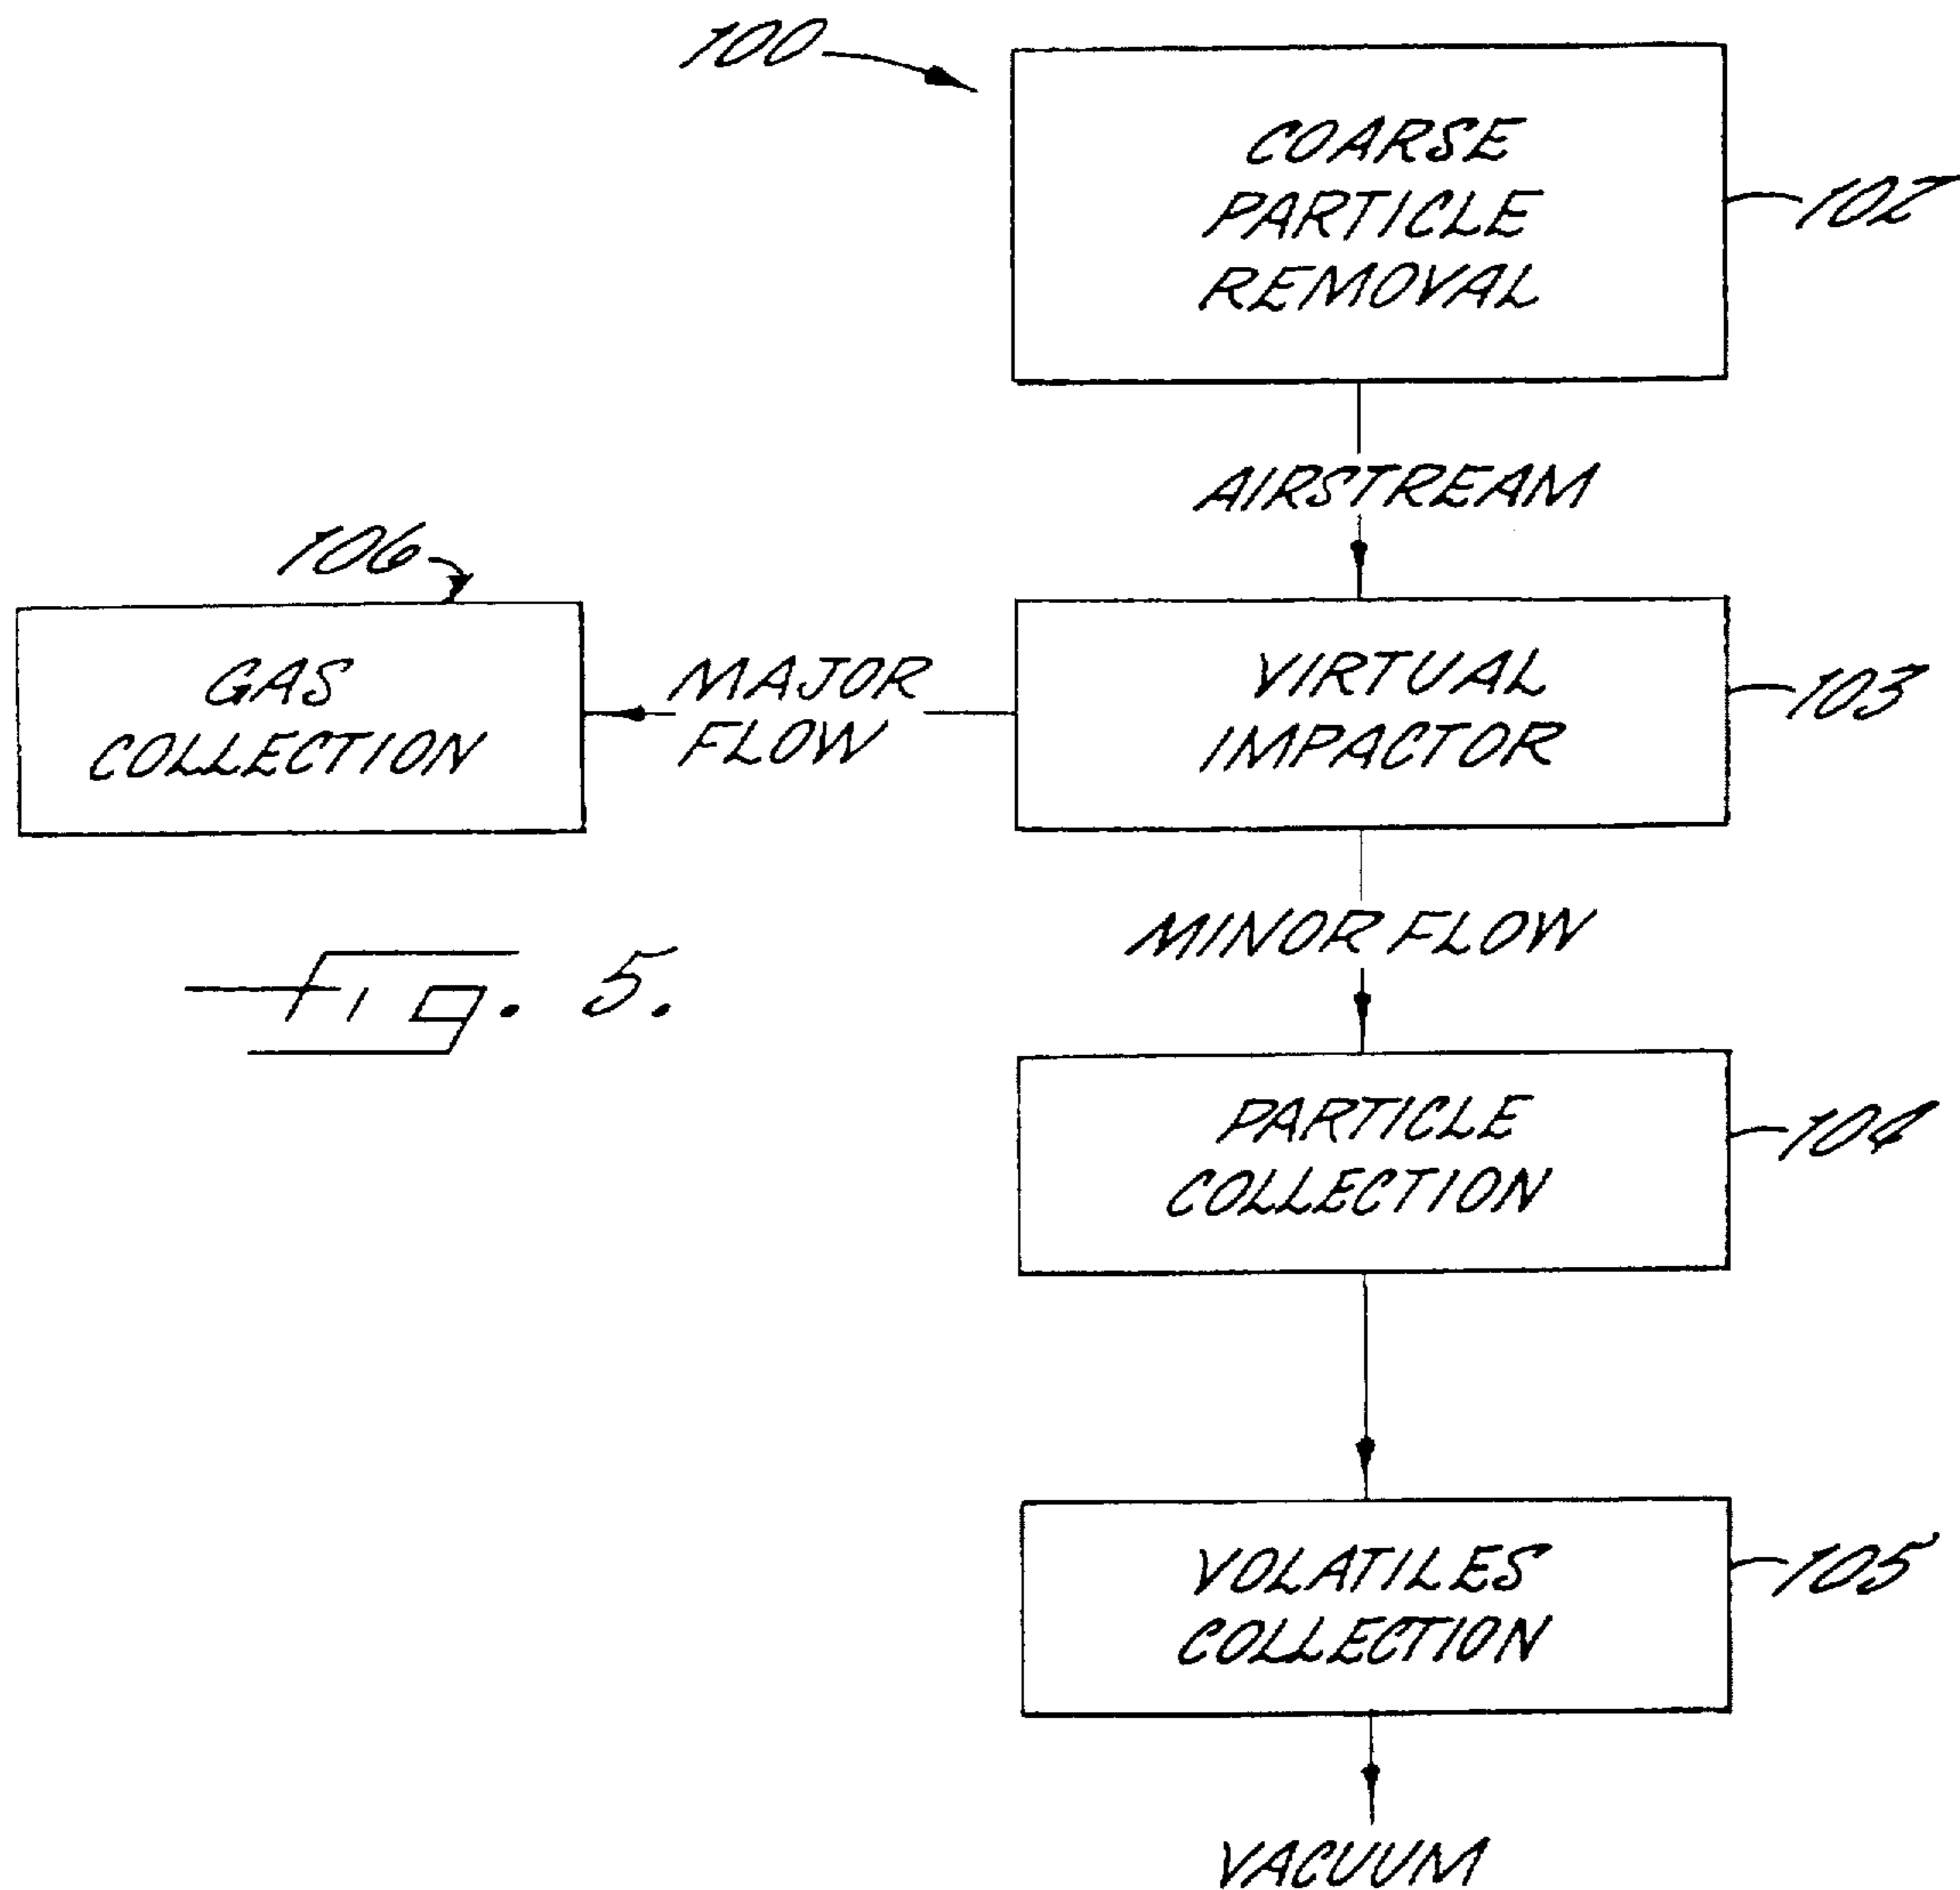 100
COARSE
PARTICLE
REMOVAL
102
AIRSTREAM
106
GAS
COLLECTION
MAJOR
FLOW
VIRTUAL
IMPACTOR
103
MINOR FLOW
Fig. 5.
PARTICLE
COLLECTION
104
VOLATILES
COLLECTION
105
VACUUM